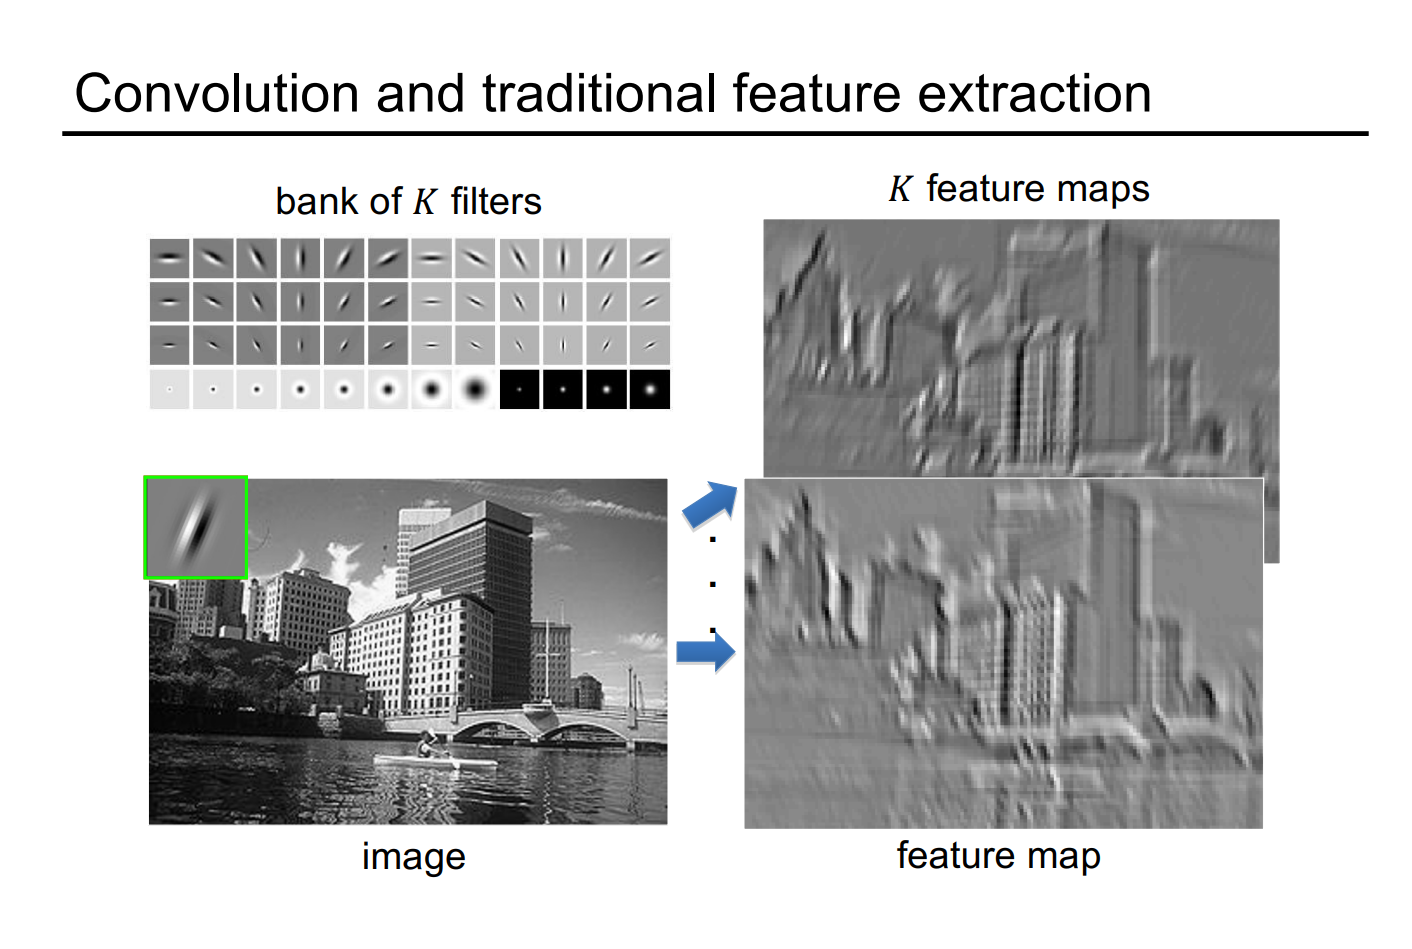 Convolution and traditional feature extraction
bank of K filters
K feature maps
image
feature map